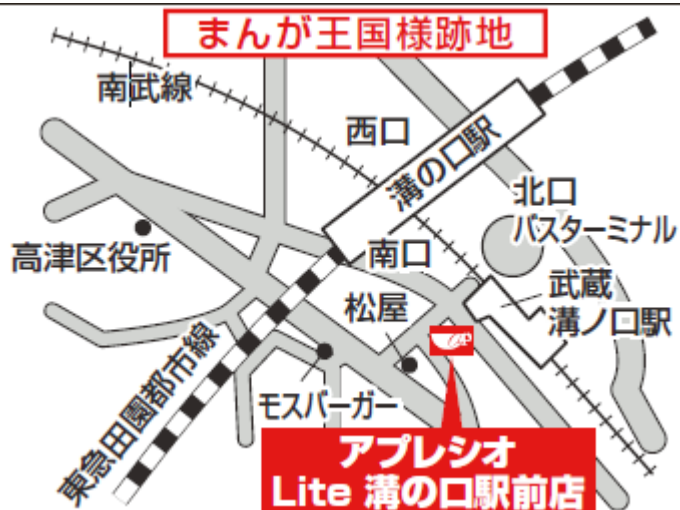 まんが王国様跡地
南武線
西口
溝の口駅
北口
バスターミナル
高津区役所
南口
松屋
武蔵
溝ノ口駅
東急田園都市線
モスバーガー
アプレシオ
Lite 溝の口駅前店